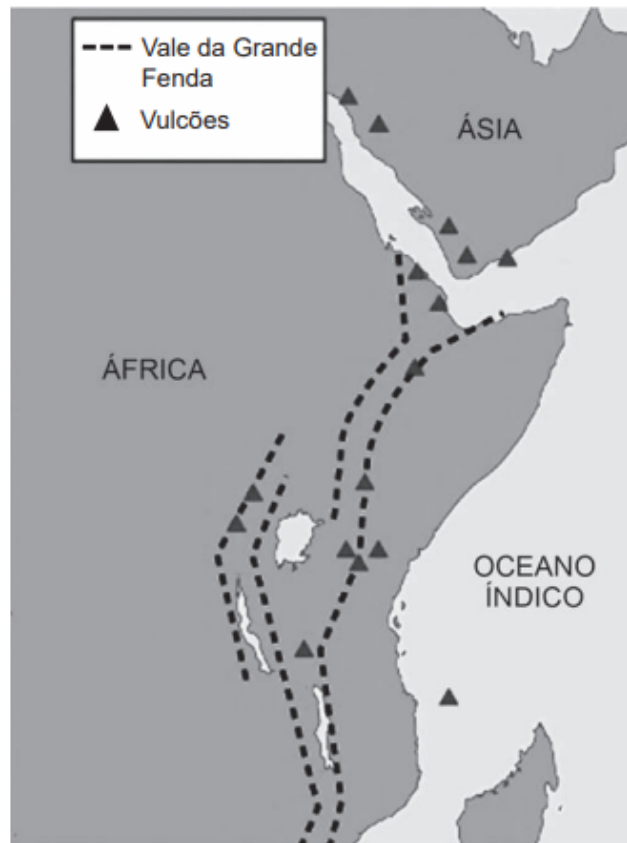 Vale da Grande
Fenda
Vulcões
ÁSIA
ÁFRICA
OCEANO
ÍNDICO